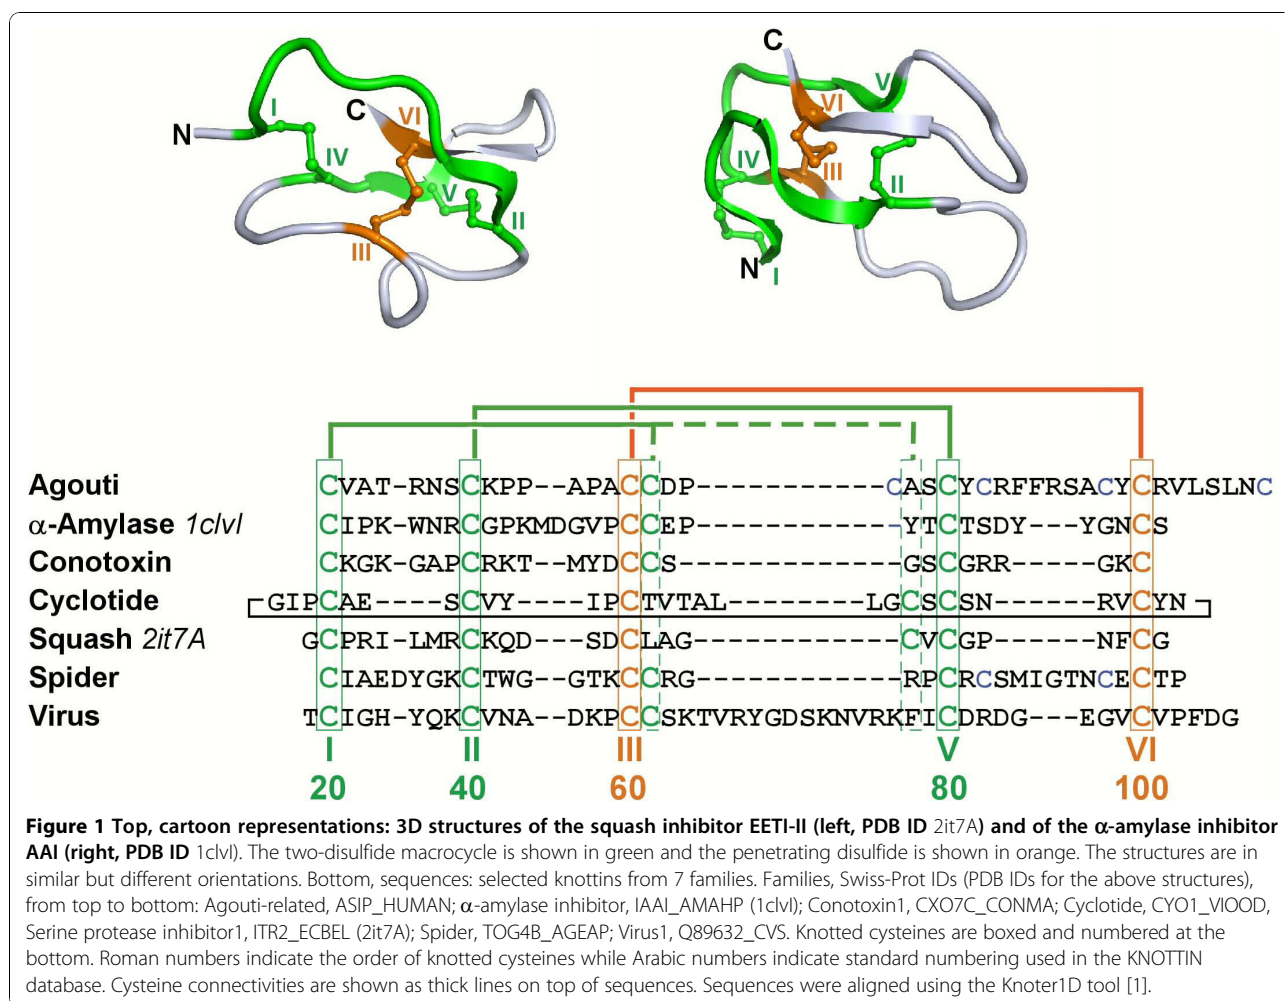 N
I
C
VI
IV
V
II
III
C
V
VI
IV
III
II
N
I
Agouti CVAT-RNSCKPP--APACCDP-----------CASCYCRFFRSACYCRVLSLNC
α-Amylase 1clvI CIPK-WNRCGPKMDGVPCCEP------------YTCTSDY---YGNCS
Conotoxin CKGK-GAPCRKT--MYDCCS------------GSCGRR----GKC
Cyclotide GIPCAE----SCVY----IPCTVTAL--------LGCSCSN-----RVCYN
Squash 2it7A GCPRI-LMRCKQD---SDCLAG-----------CVCGP-----NFCG
Spider CIAEDYGKCTWG--GTKCCRG-----------RPCRCSMIGTNCECTP
Virus TCIGH-YQKCVNA--DKPCCSKTVRYGDSKNVRKFICDRDG---EGVCVPFDG
I II III V VI
20 40 60 80 100
Figure 1 Top, cartoon representations: 3D structures of the squash inhibitor EETI-II (left, PDB ID 2it7A) and of the α-amylase inhibitor
AAI (right, PDB ID 1clvI). The two-disulfide macrocycle is shown in green and the penetrating disulfide is shown in orange. The structures are in
similar but different orientations. Bottom, sequences: selected knottins from 7 families. Families, Swiss-Prot IDs (PDB IDs for the above structures),
from top to bottom: Agouti-related, ASIP_HUMAN; α-amylase inhibitor, IAAI_AMAHP (1clvI); Conotoxin1, CXO7C_CONMA; Cyclotide, CYO1_VIOOD,
Serine protease inhibitor1, ITR2_ECBEL (2it7A); Spider, TOG4B_AGEAP; Virus1, Q89632_CVS. Knotted cysteines are boxed and numbered at the
bottom. Roman numbers indicate the order of knotted cysteines while Arabic numbers indicate standard numbering used in the KNOTTIN
database. Cysteine connectivities are shown as thick lines on top of sequences. Sequences were aligned using the Knoter1D tool [1].